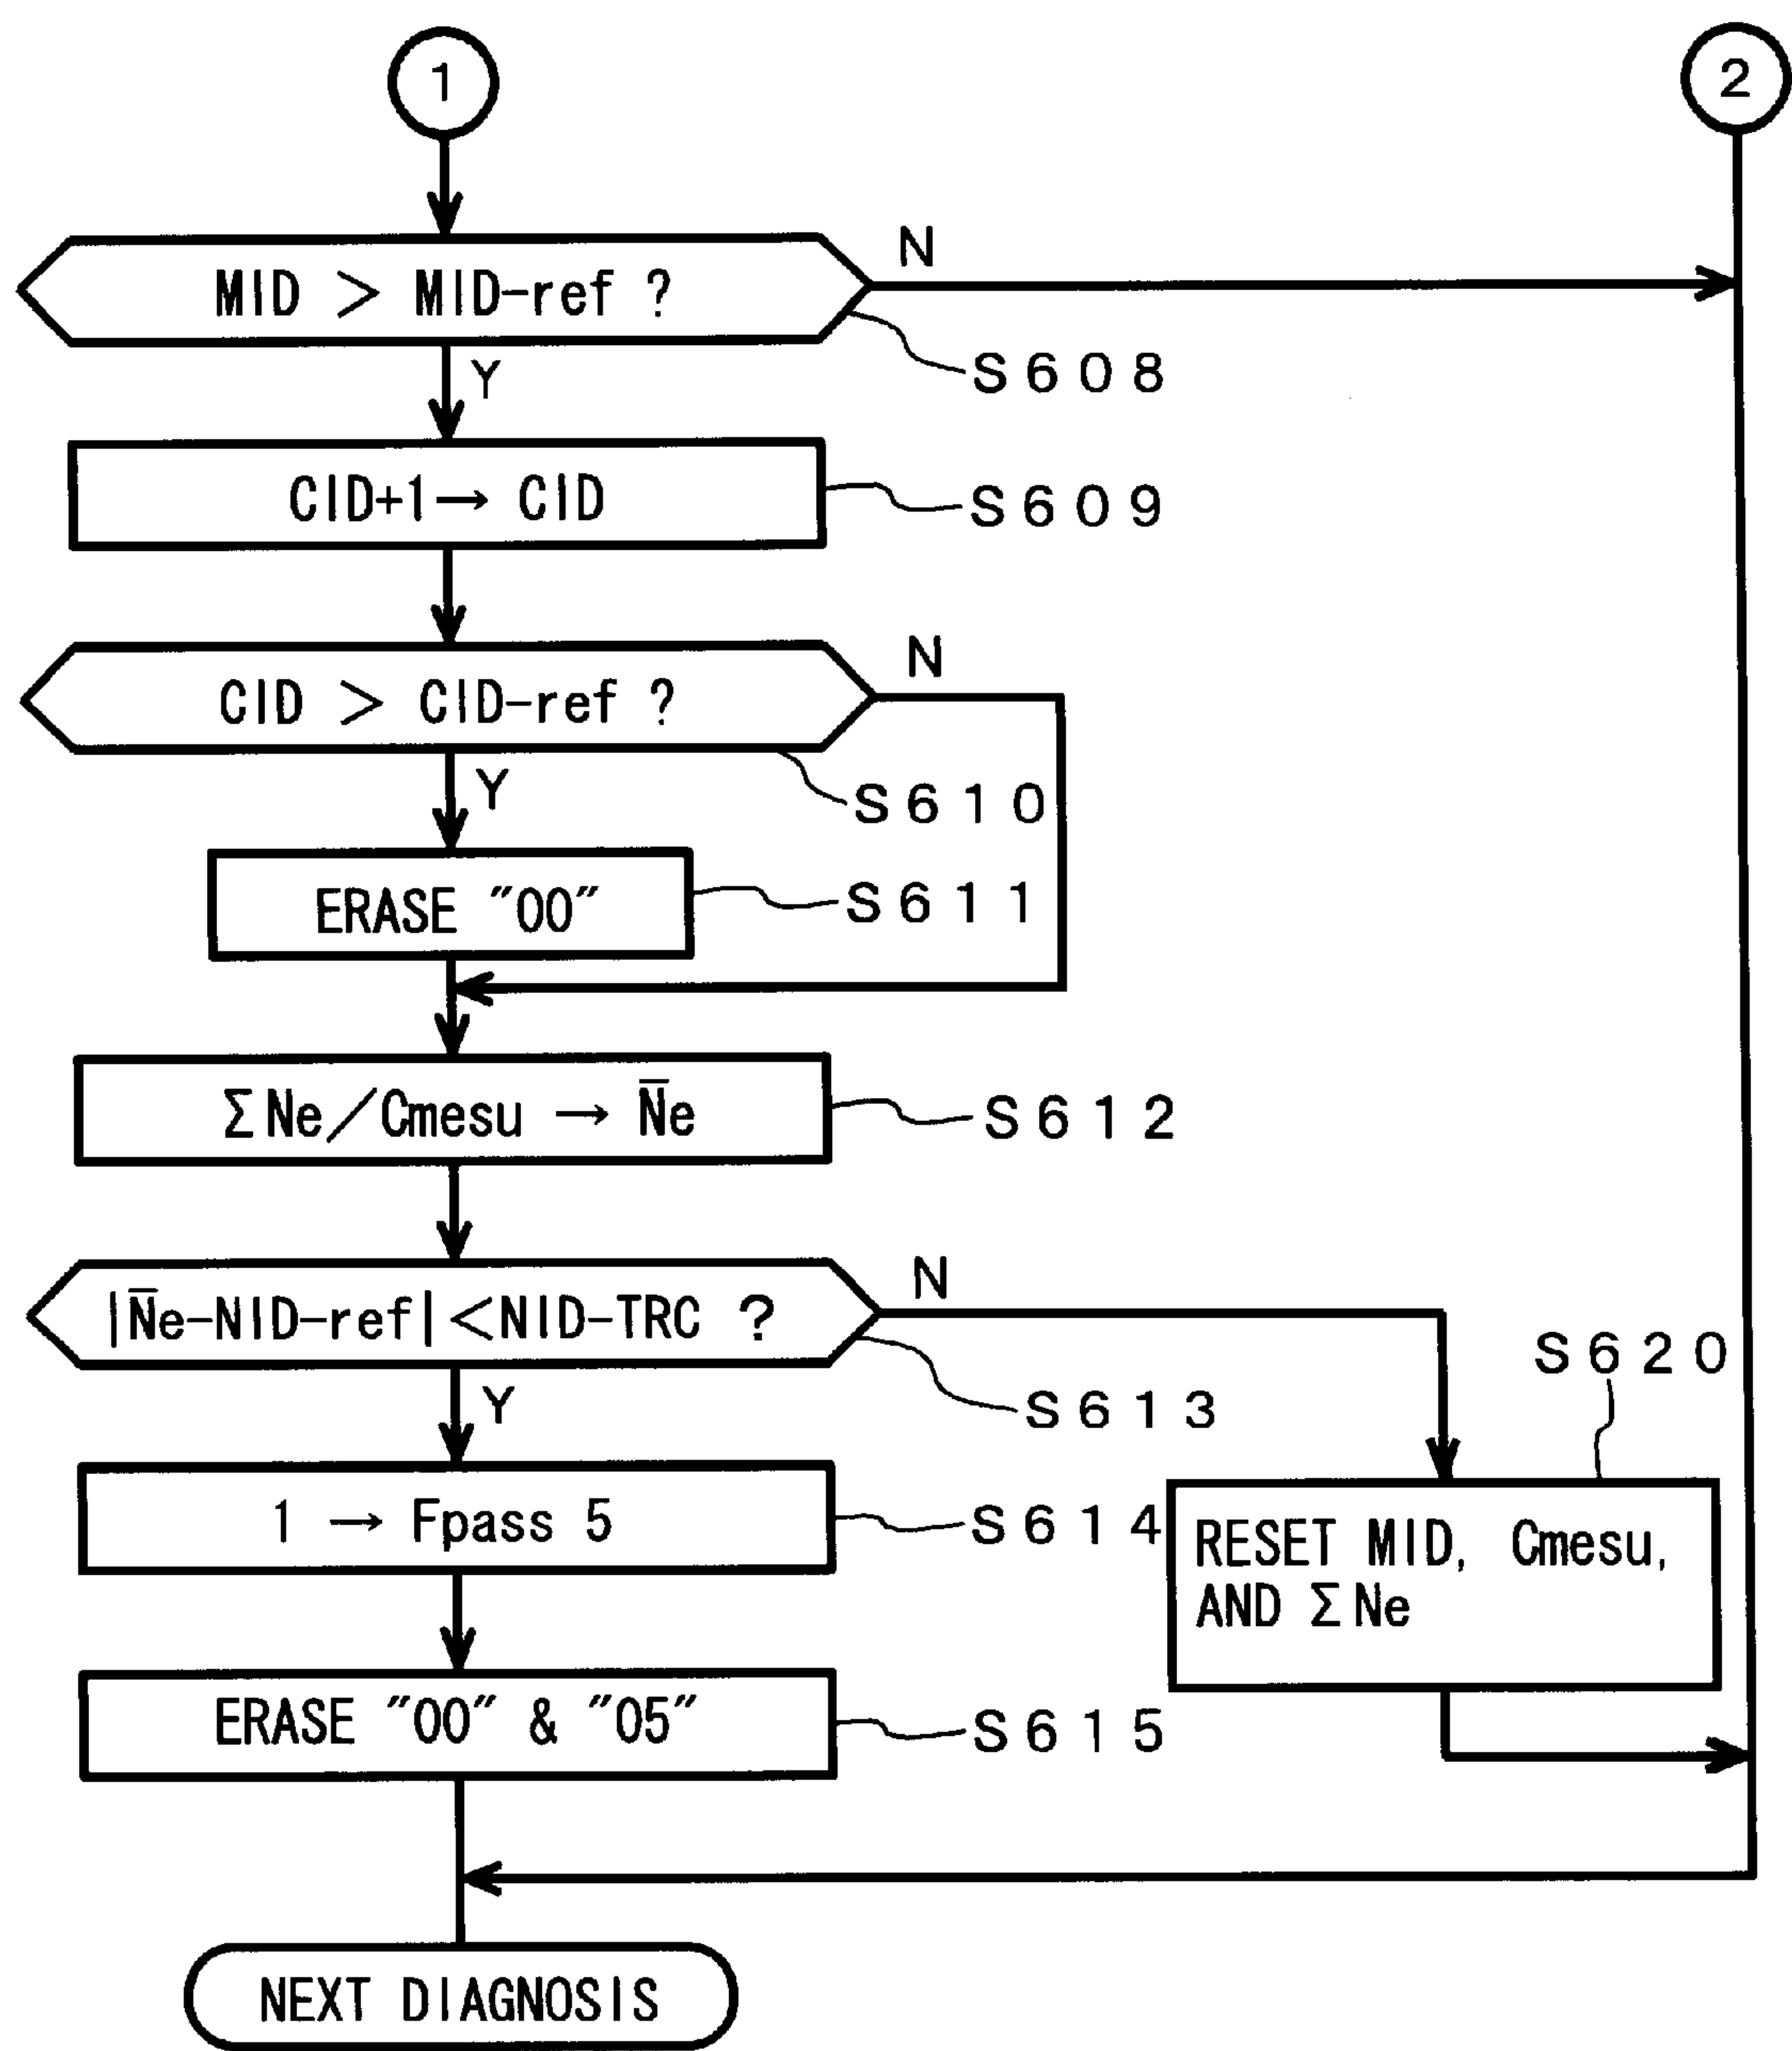 1
2
MID > MID-ref ?
N
S608
Y
CID+1→ CID
S609
CID > CID-ref ?
N
S610
Y
ERASE "00"
S611
ΣNe/Cmesu → N̄e
S612
|N̄e-NID-ref|<NID-TRC ?
N
S613
Y
S620
1 → Fpass 5
S614
RESET MID, Cmesu,
AND ΣNe
ERASE "00" & "05"
S615
NEXT DIAGNOSIS